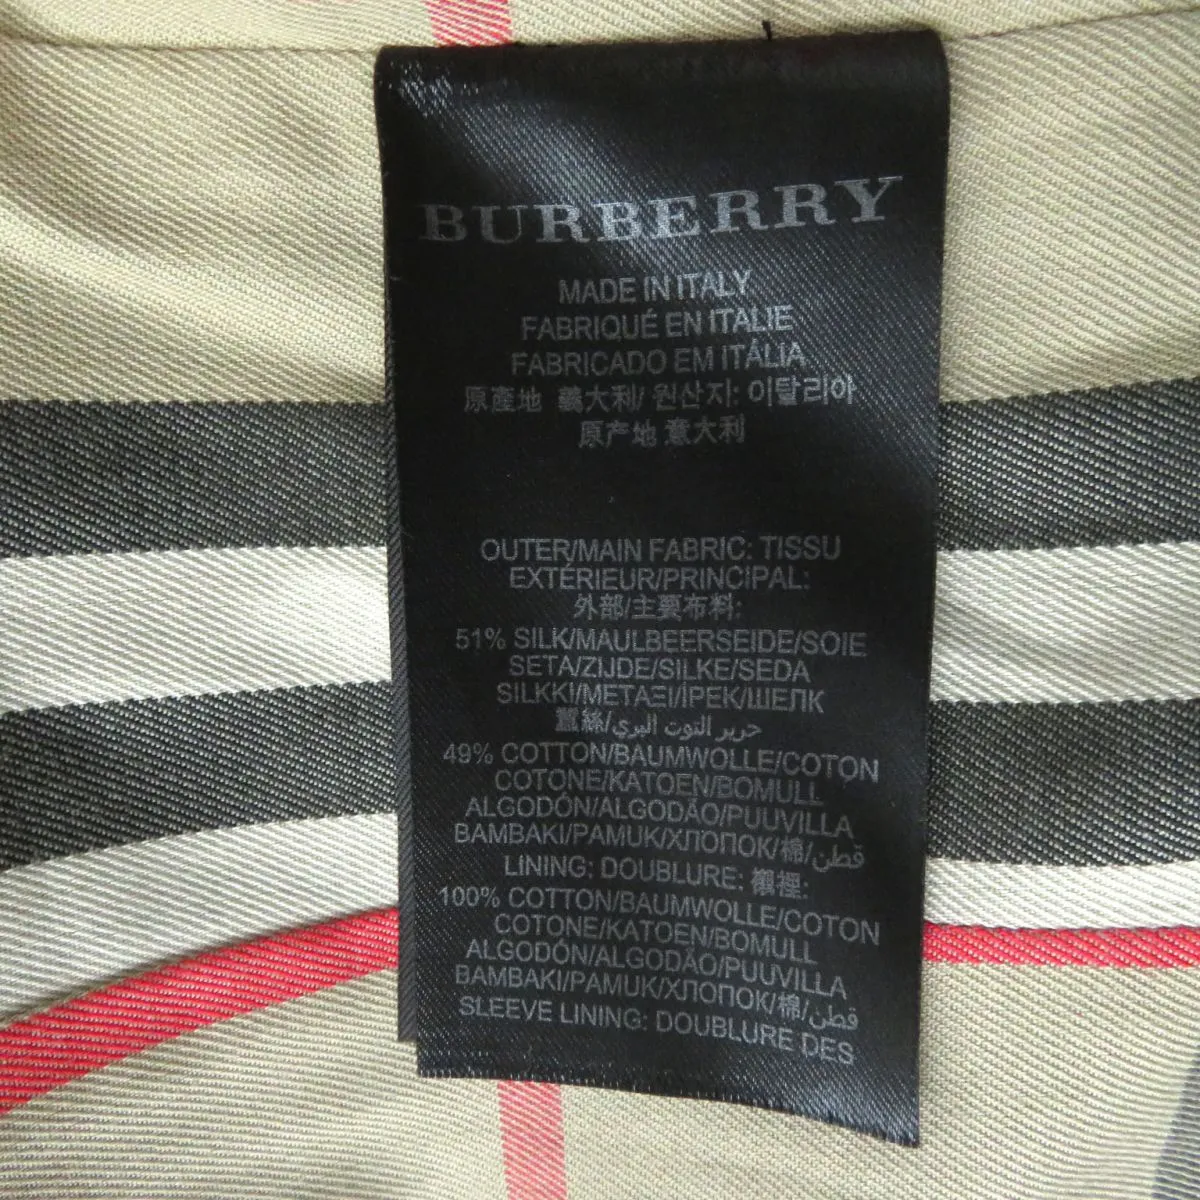 BURBERRY
MADE IN ITALY
FABRIQUÉ EN ITALIE
FABRICADO EM ITÁLIA
原産地 義大利/ 원산지: 이탈리아
原产地 意大利
OUTER/MAIN FABRIC: TISSU
EXTÉRIEUR/PRINCIPAL:
外部/主要布料:
51% SILK/MAULBEERSEIDE/SOIE
SETA/ZIJDE/SILKE/SEDA
SILKKI/ΜΕΤΑΞΙ/İPEK/ШЕЛК
蠶絲/حرير التوت البري
49% COTTON/BAUMWOLLE/COTON
COTONE/KATOEN/BOMULL
ALGODÓN/ALGODÃO/PUUVILLA
ΒΑΜΒΑΚΙ/PAMUK/ХЛОПОК/棉/قطن
LINING: DOUBLURE: 襯裡:
100% COTTON/BAUMWOLLE/COTON
COTONE/KATOEN/BOMULL
ALGODÓN/ALGODÃO/PUUVILLA
ΒΑΜΒΑΚΙ/PAMUK/ХЛОПОК/棉/قطن
SLEEVE LINING: DOUBLURE DES